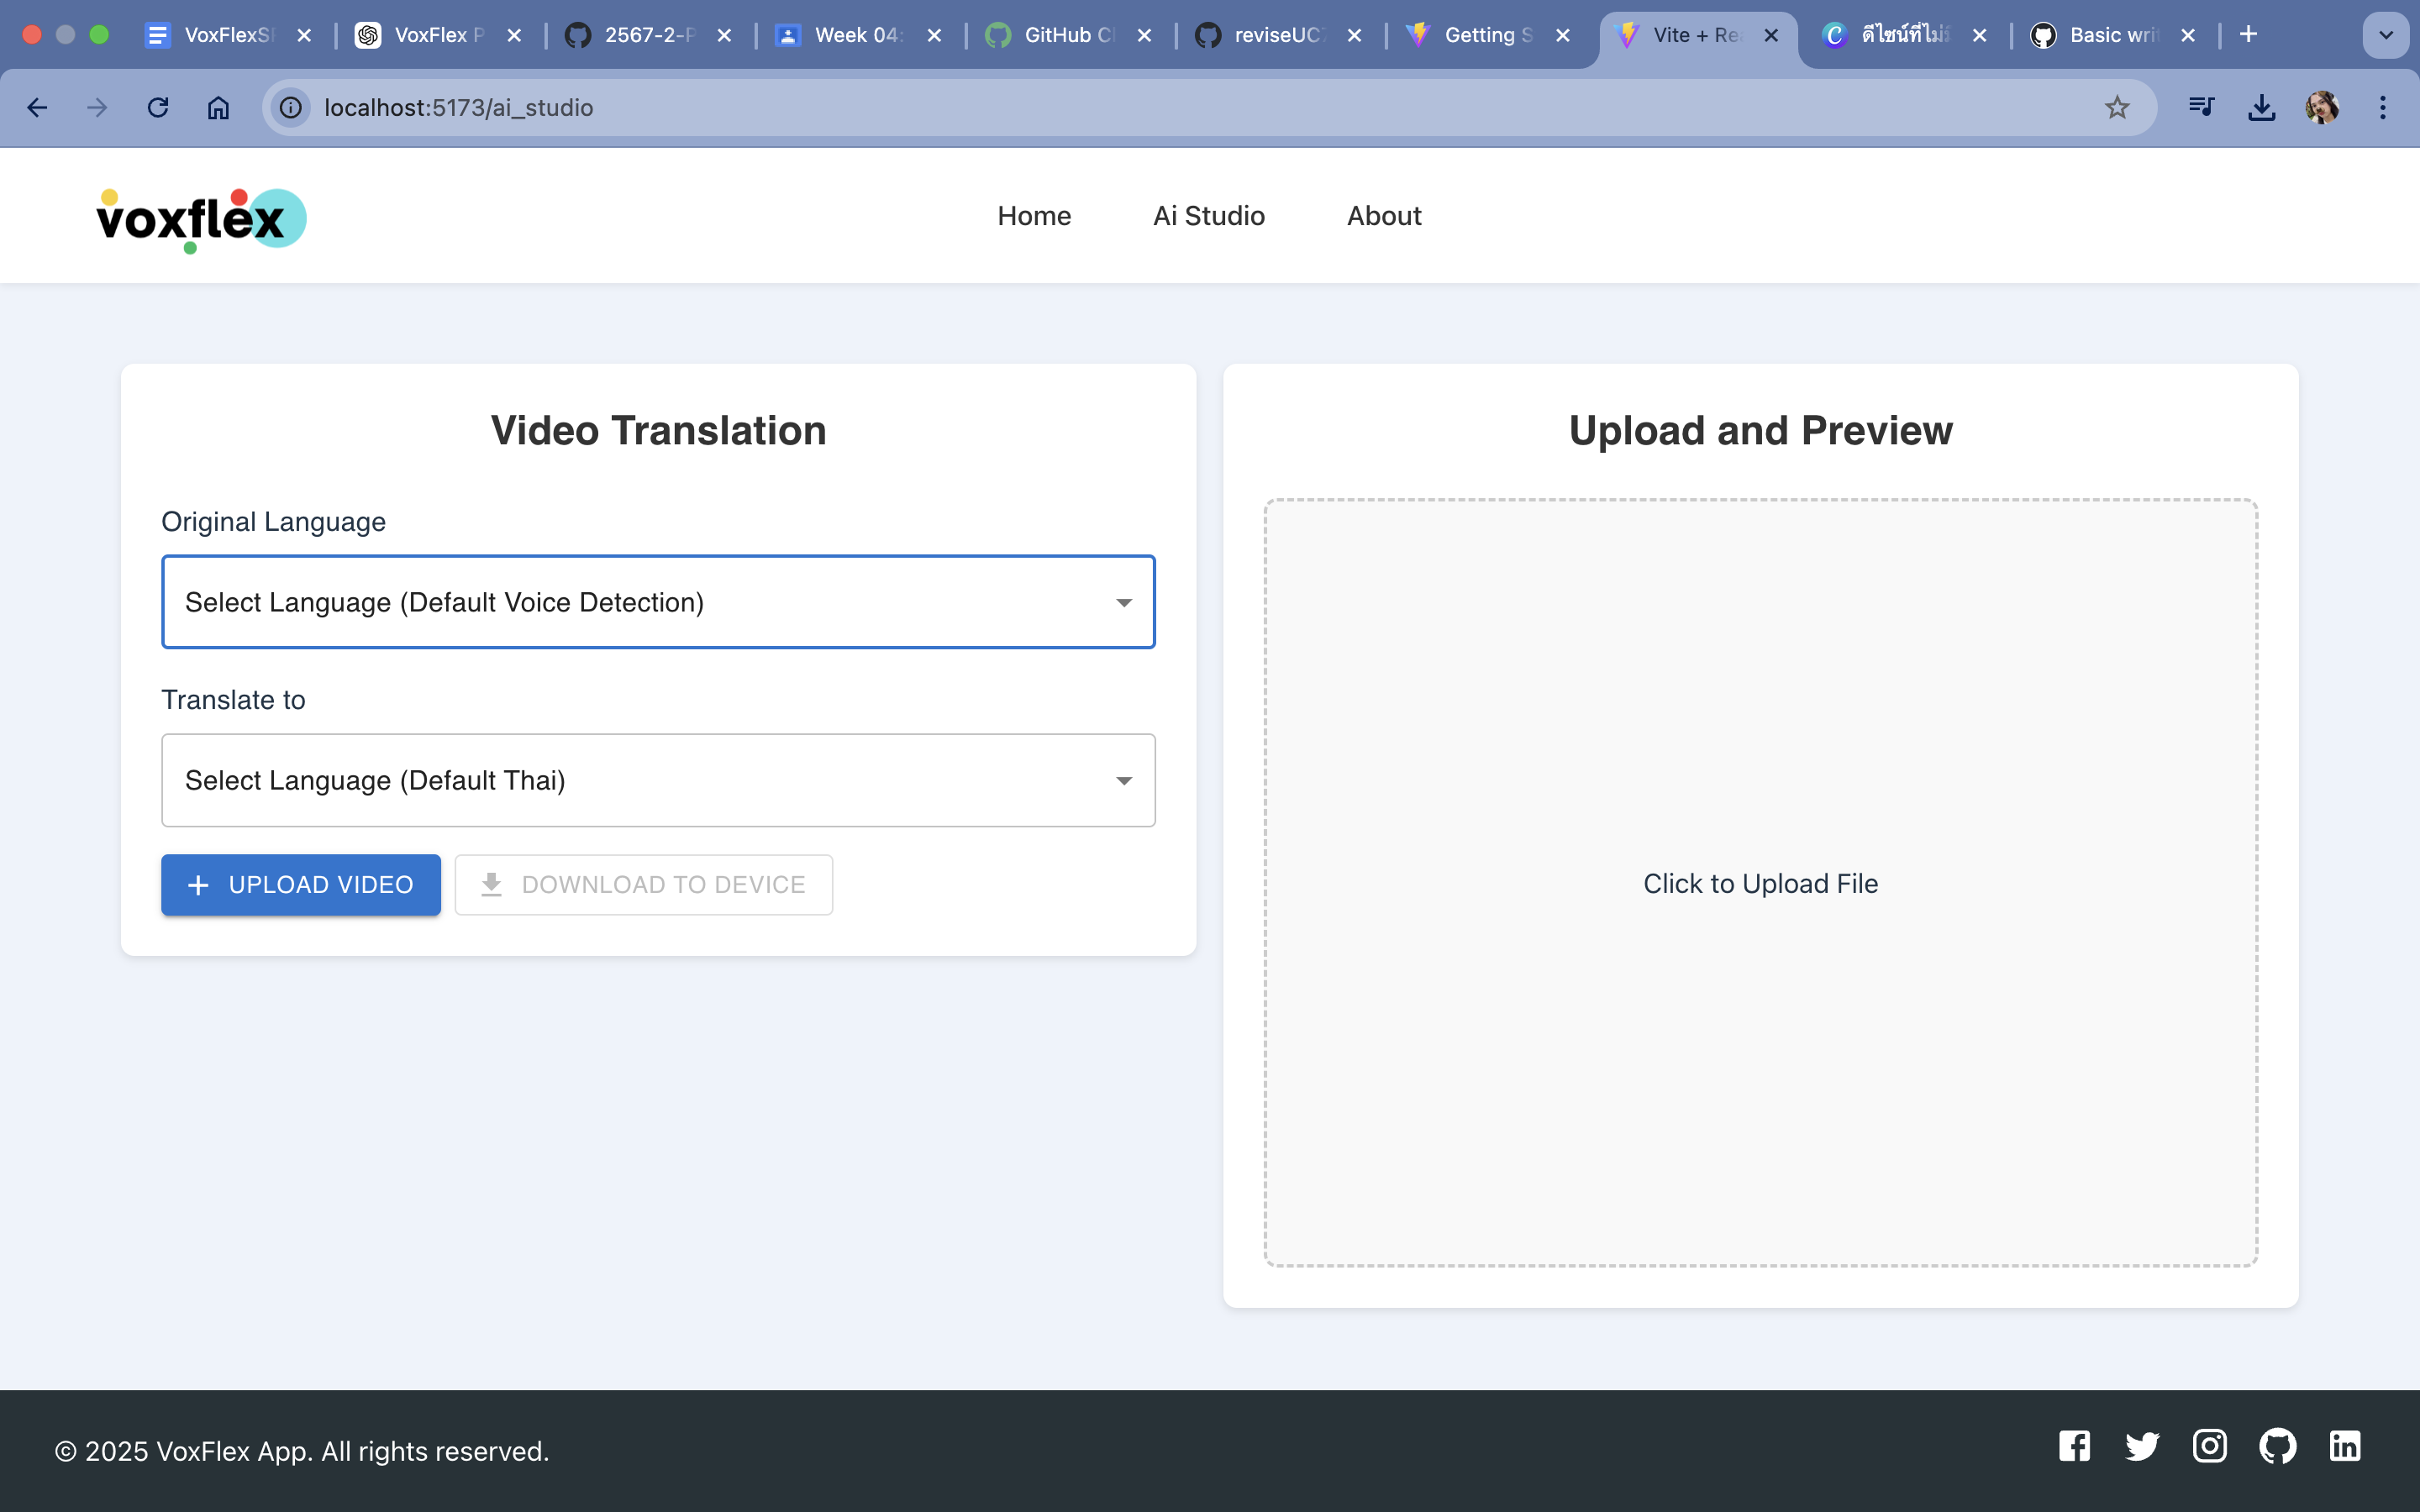 VoxFlexS
VoxFlex P
2567-2-P
Week 04:
GitHub C
reviseUC
Getting S
Vite + Re
ดีไซน์ที่ไม่
Basic wri
localhost:5173/ai_studio
voxflex
Home
Ai Studio
About
Video Translation
Original Language
Select Language (Default Voice Detection)
Translate to
Select Language (Default Thai)
UPLOAD VIDEO
DOWNLOAD TO DEVICE
Upload and Preview
Click to Upload File
© 2025 VoxFlex App. All rights reserved.